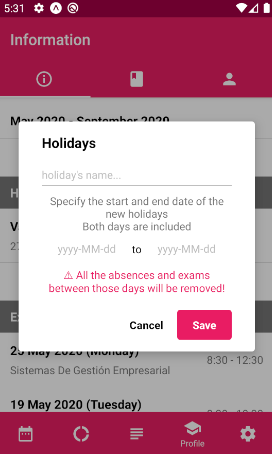 5:31
Information
May 2020 - September 2020
Holidays
holiday's name...
Specify the start and end date of the
new holidays
Both days are included
yyyy-MM-dd to yyyy-MM-dd
⚠ All the absences and exams
between those days will be removed!
Cancel Save
25 May (Monday)
8:30 - 12:30
Sistemas De Gestión Empresarial
19 May 2020 (Tuesday)
Profile